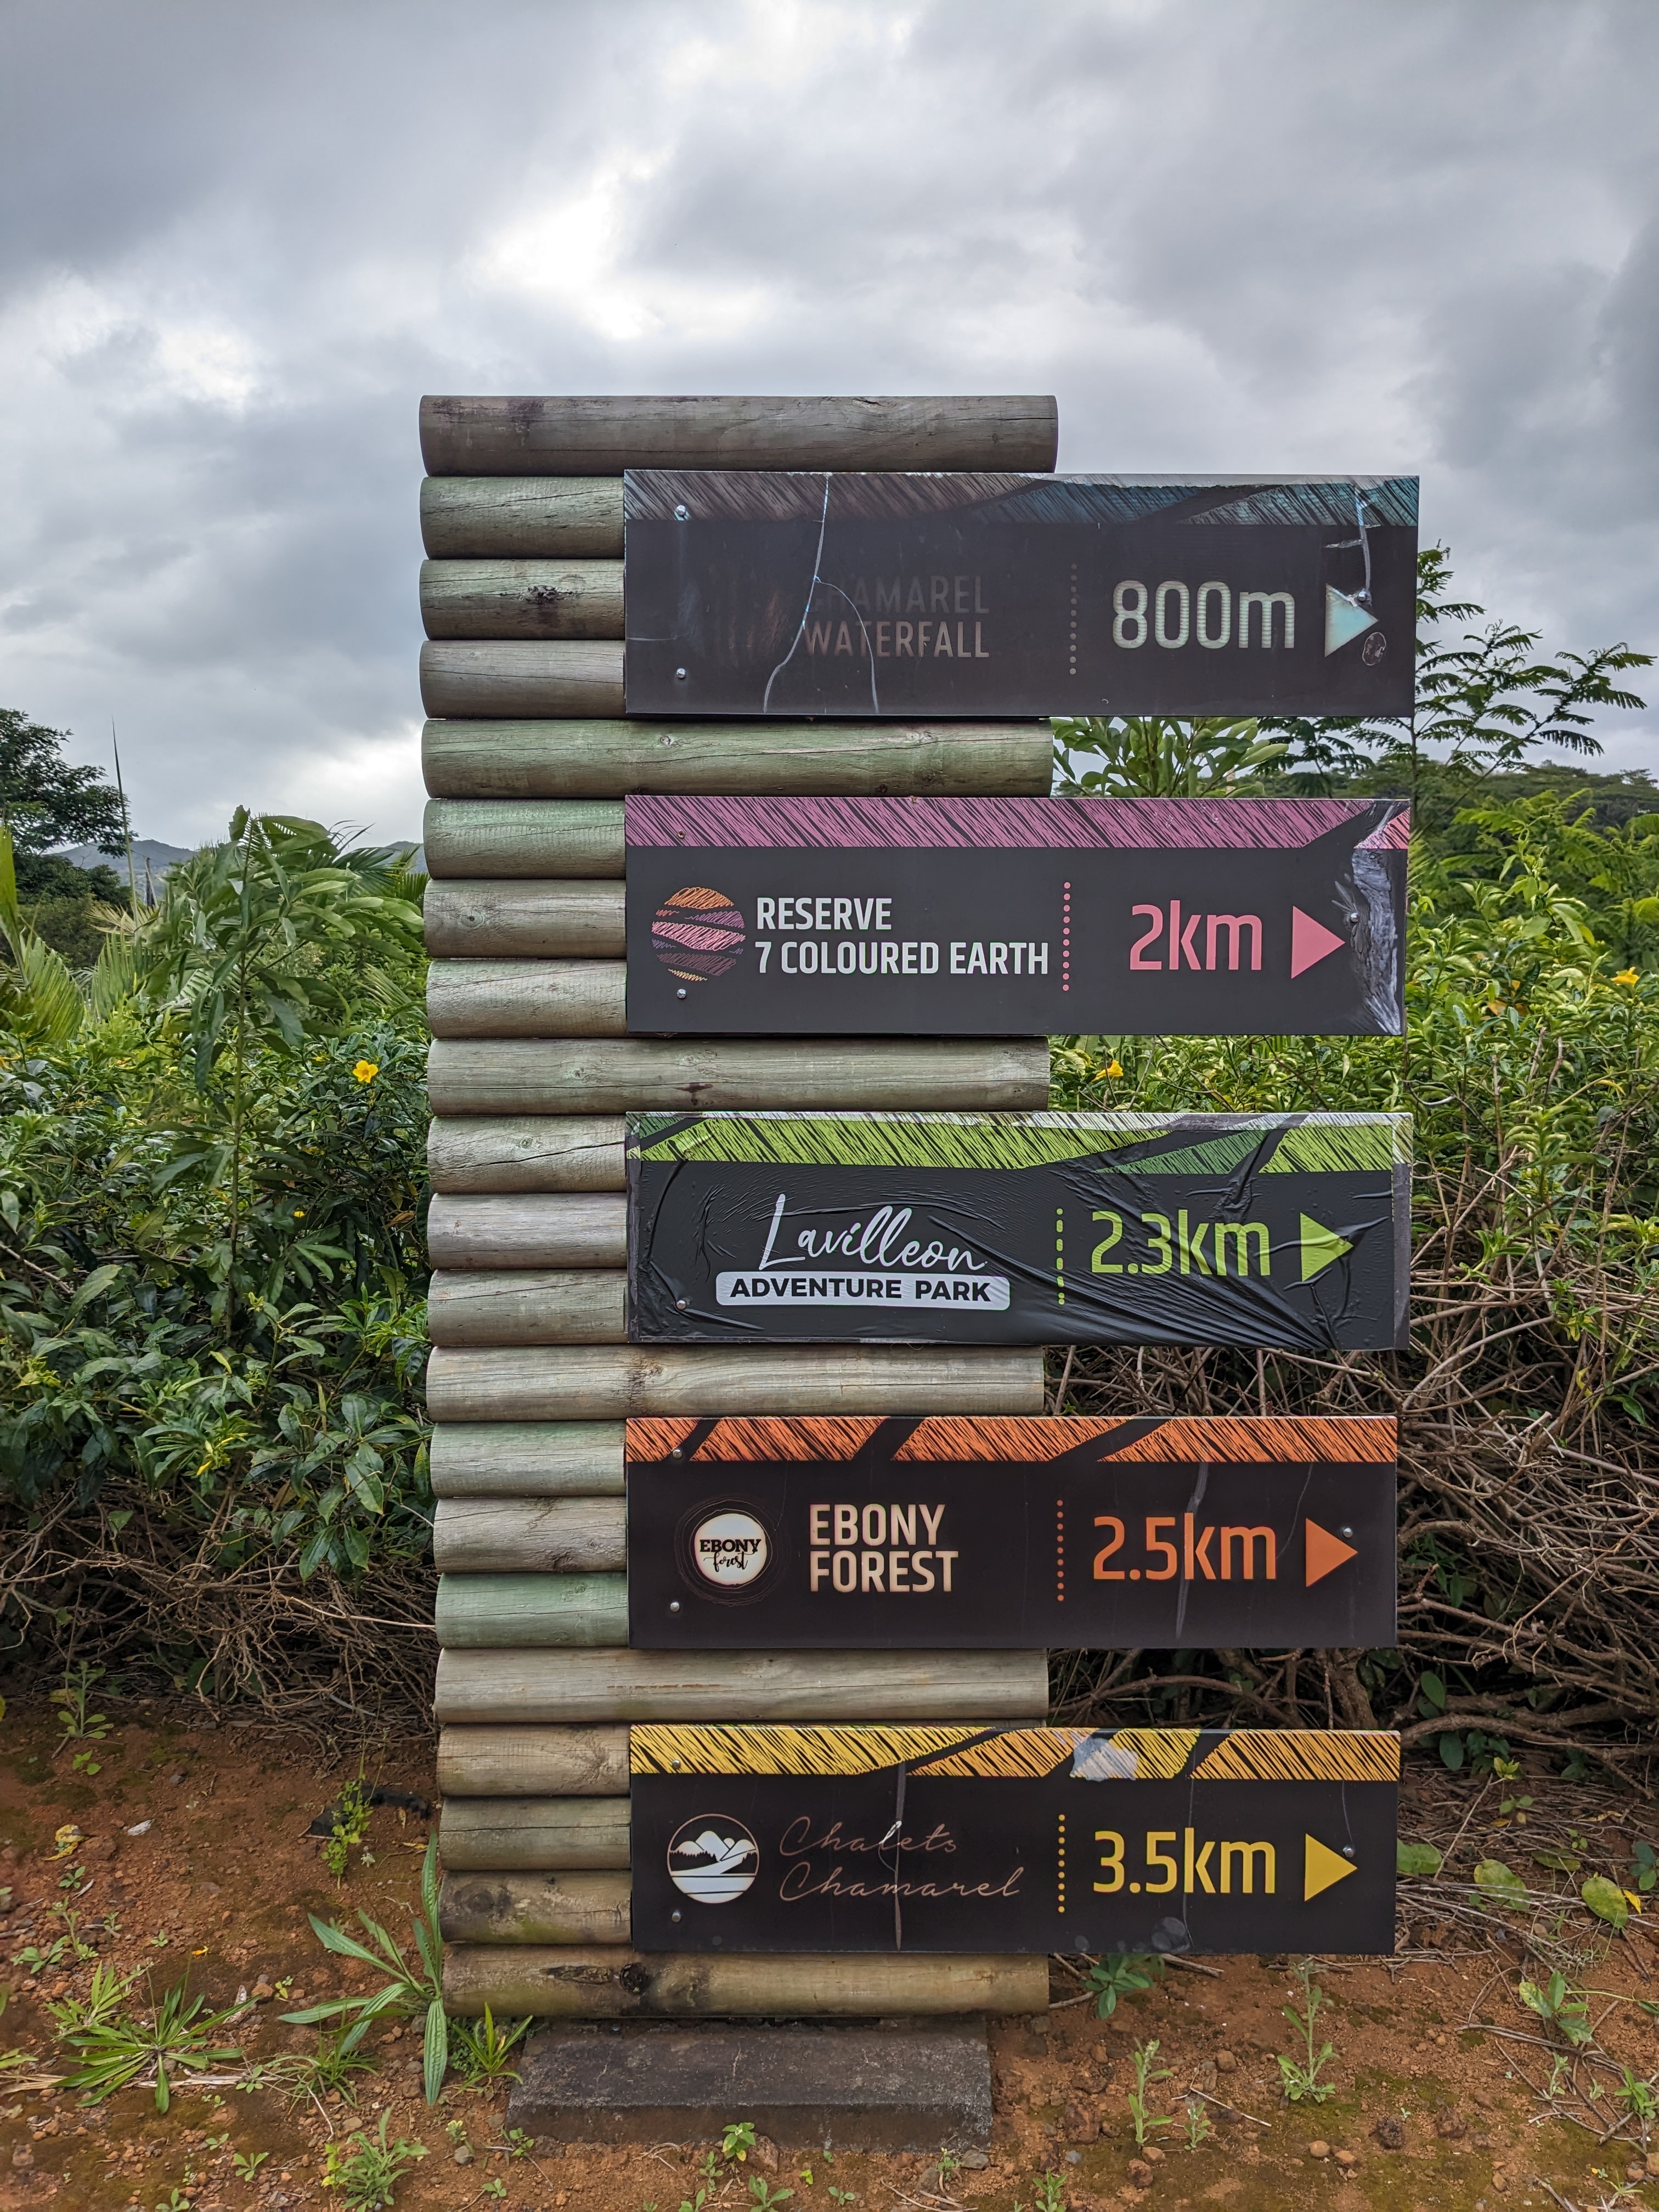 CHAMAREL
WATERFALL
800m
RESERVE
7 COLOURED EARTH
2km
Lavilleon
ADVENTURE PARK
2.3km
EBONY
forest
EBONY
FOREST
2.5km
Chalets
Chamarel
3.5km